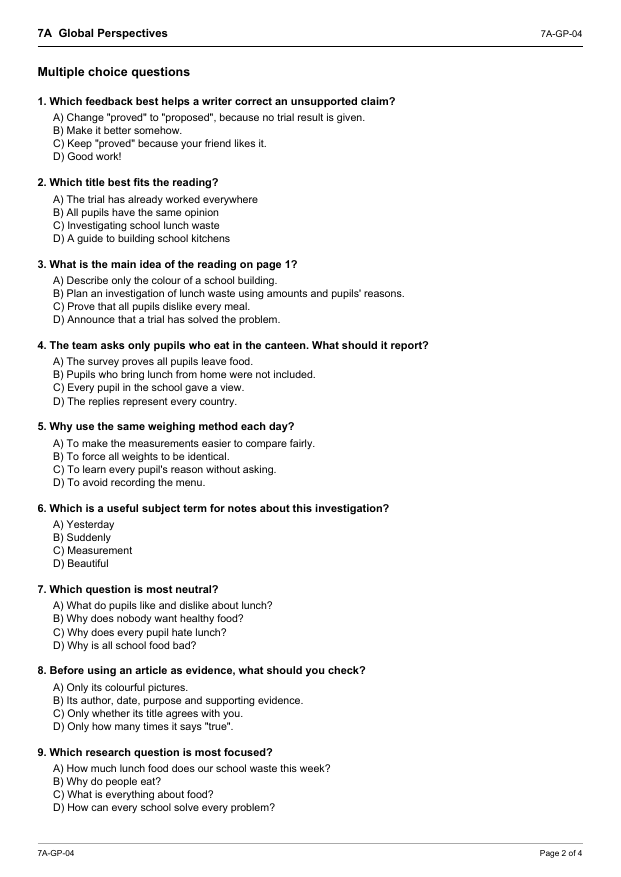 7A Global Perspectives
7A-GP-04
Multiple choice questions
1. Which feedback best helps a writer correct an unsupported claim?
A) Change "proved" to "proposed", because no trial result is given.
B) Make it better somehow.
C) Keep "proved" because your friend likes it.
D) Good work!
2. Which title best fits the reading?
A) The trial has already worked everywhere
B) All pupils have the same opinion
C) Investigating school lunch waste
D) A guide to building school kitchens
3. What is the main idea of the reading on page 1?
A) Describe only the colour of a school building.
B) Plan an investigation of lunch waste using amounts and pupils' reasons.
C) Prove that all pupils dislike every meal.
D) Announce that a trial has solved the problem.
4. The team asks only pupils who eat in the canteen. What should it report?
A) The survey proves all pupils leave food.
B) Pupils who bring lunch from home were not included.
C) Every pupil in the school gave a view.
D) The replies represent every country.
5. Why use the same weighing method each day?
A) To make the measurements easier to compare fairly.
B) To force all weights to be identical.
C) To learn every pupil's reason without asking.
D) To avoid recording the menu.
6. Which is a useful subject term for notes about this investigation?
A) Yesterday
B) Suddenly
C) Measurement
D) Beautiful
7. Which question is most neutral?
A) What do pupils like and dislike about lunch?
B) Why does nobody want healthy food?
C) Why does every pupil hate lunch?
D) Why is all school food bad?
8. Before using an article as evidence, what should you check?
A) Only its colourful pictures.
B) Its author, date, purpose and supporting evidence.
C) Only whether its title agrees with you.
D) Only how many times it says "true".
9. Which research question is most focused?
A) How much lunch food does our school waste this week?
B) Why do people eat?
C) What is everything about food?
D) How can every school solve every problem?
7A-GP-04
Page 2 of 4